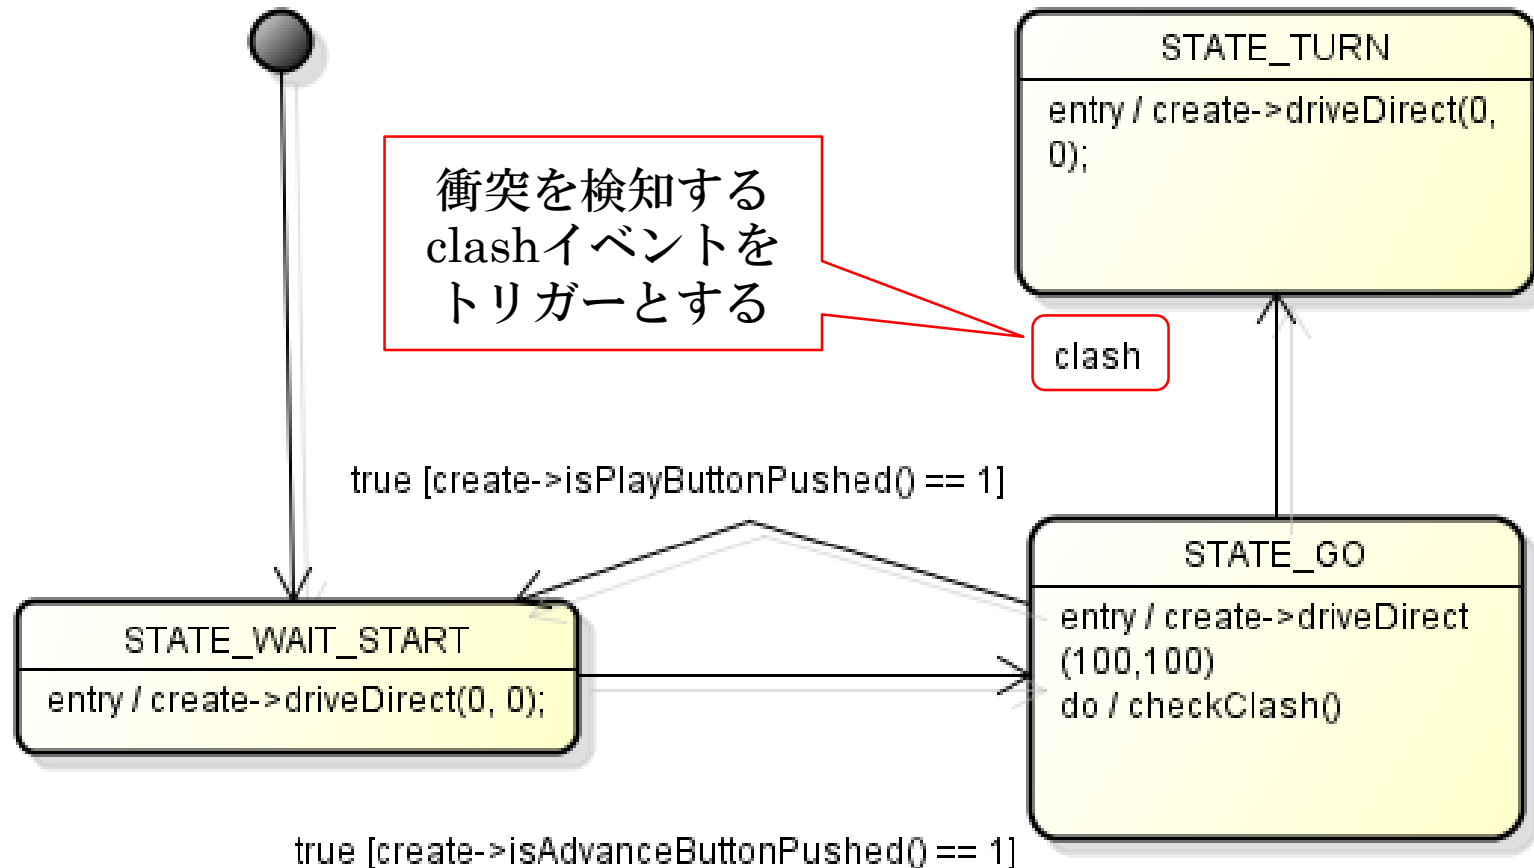 STATE_TURN
entry / create->driveDirect(0,
0);
衝突を検知する
clashイベントを
トリガーとする
clash
true [create->isPlayButtonPushed() == 1]
STATE_GO
entry / create->driveDirect
(100,100)
do / checkClash()
STATE_WAIT_START
entry / create->driveDirect(0, 0);
true [create->isAdvanceButtonPushed() == 1]